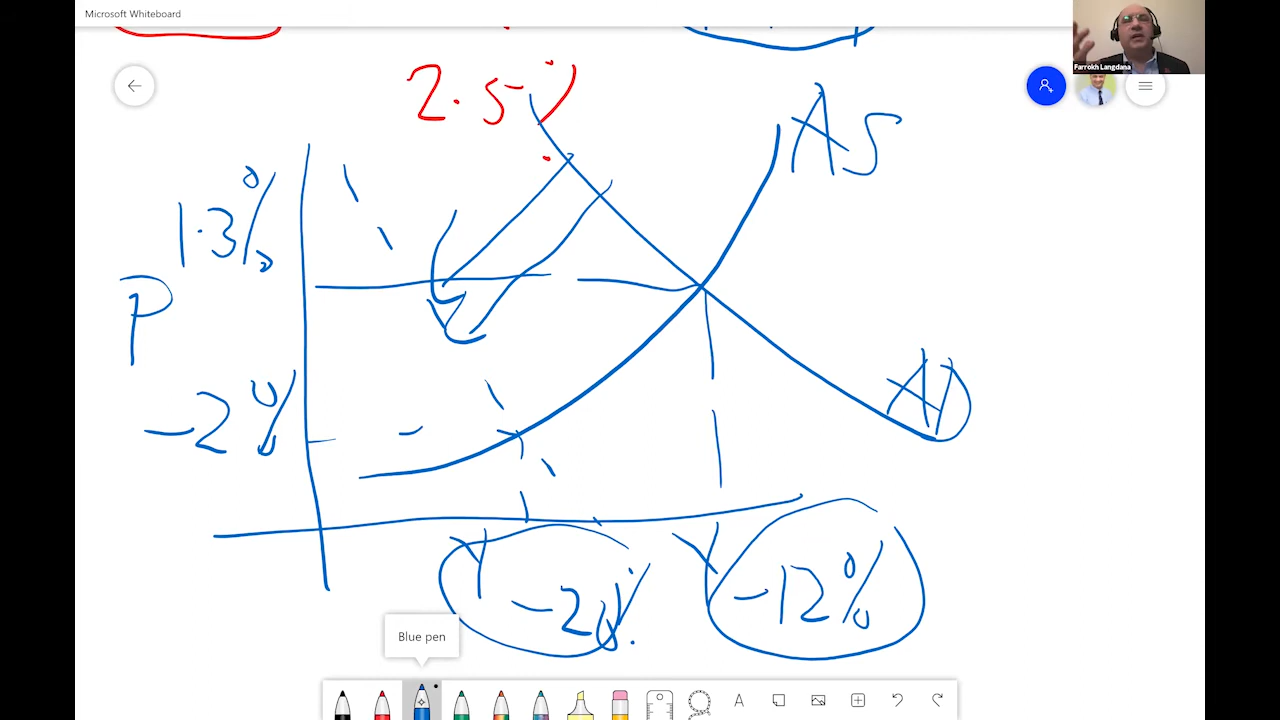 Microsoft Whiteboard
Farrokh Langdana
2.5%
AS
1.3%
P
-2%
AD
Y
-2%
Y
-12%
Blue pen
A